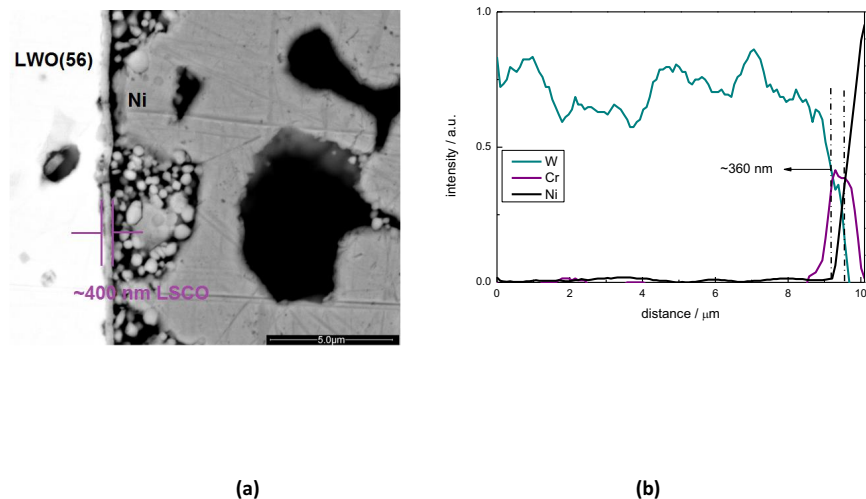 LWO(56)
Ni
~400 nm LSCO
5.0µm
(a)
1.0
0.5
0.0
intensity / a.u.
W
Cr
Ni
~360 nm
0 2 4 6 8 10
distance / µm
(b)